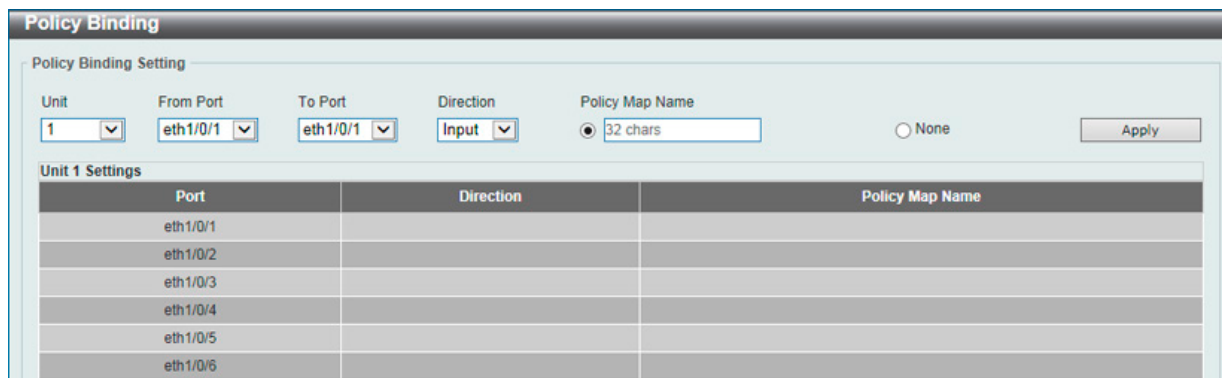 Policy Binding
Policy Binding Setting
Unit From Port To Port Direction Policy Map Name
1 eth1/0/1 eth1/0/1 Input 32 chars None Apply
Unit 1 Settings
Port Direction Policy Map Name
eth1/0/1
eth1/0/2
eth1/0/3
eth1/0/4
eth1/0/5
eth1/0/6